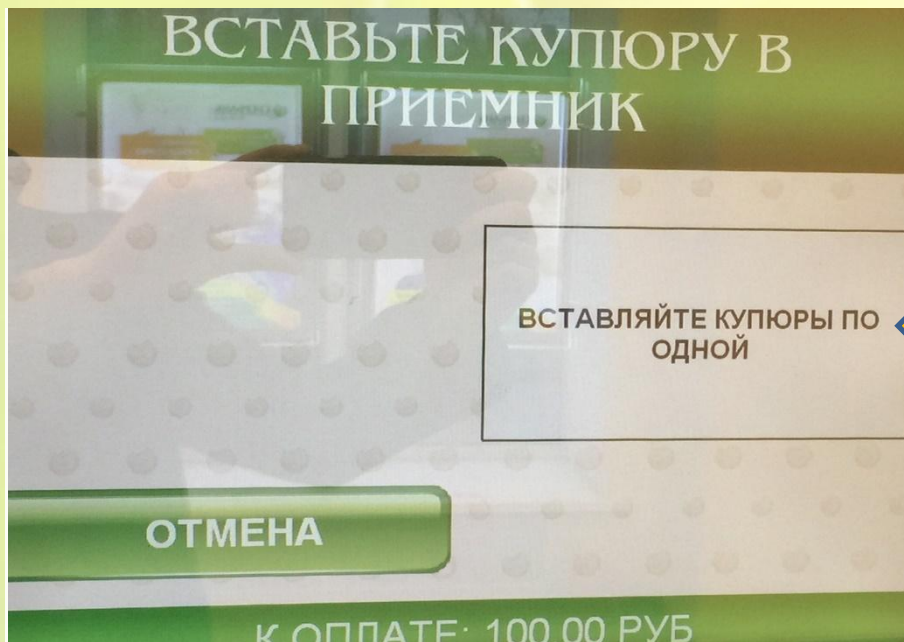 ВСТАВЬТЕ КУПЮРУ В
ПРИЕМНИК
ВСТАВЛЯЙТЕ КУПЮРЫ ПО
ОДНОЙ
ОТМЕНА
К ОПЛАТЕ: 100.00 РУБ